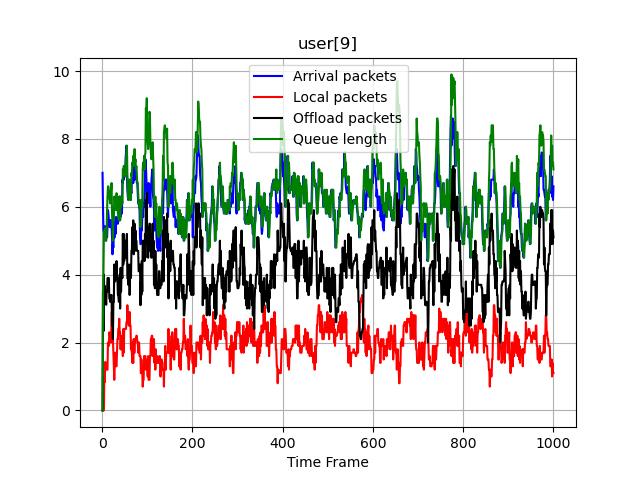 user[9]
Arrival packets
Local packets
Offload packets
Queue length
10
8
6
4
2
0
0 200 400 600 800 1000
Time Frame